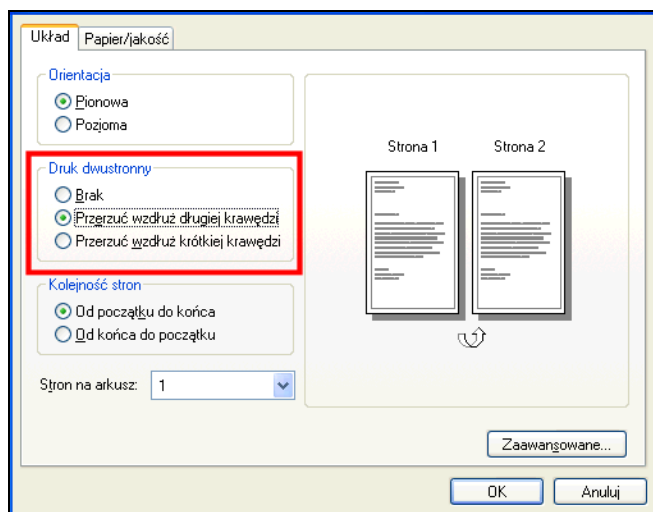 Układ
Papier/jakość
Orientacja
Pionowa
Pozioma
Druk dwustronny
Brak
Przerzuć wzdłuż długiej krawędzi
Przerzuć wzdłuż krótkiej krawędzi
Kolejność stron
Od początku do końca
Od końca do początku
Stron na arkusz: 1
Strona 1 Strona 2
Zaawansowane...
OK Anuluj